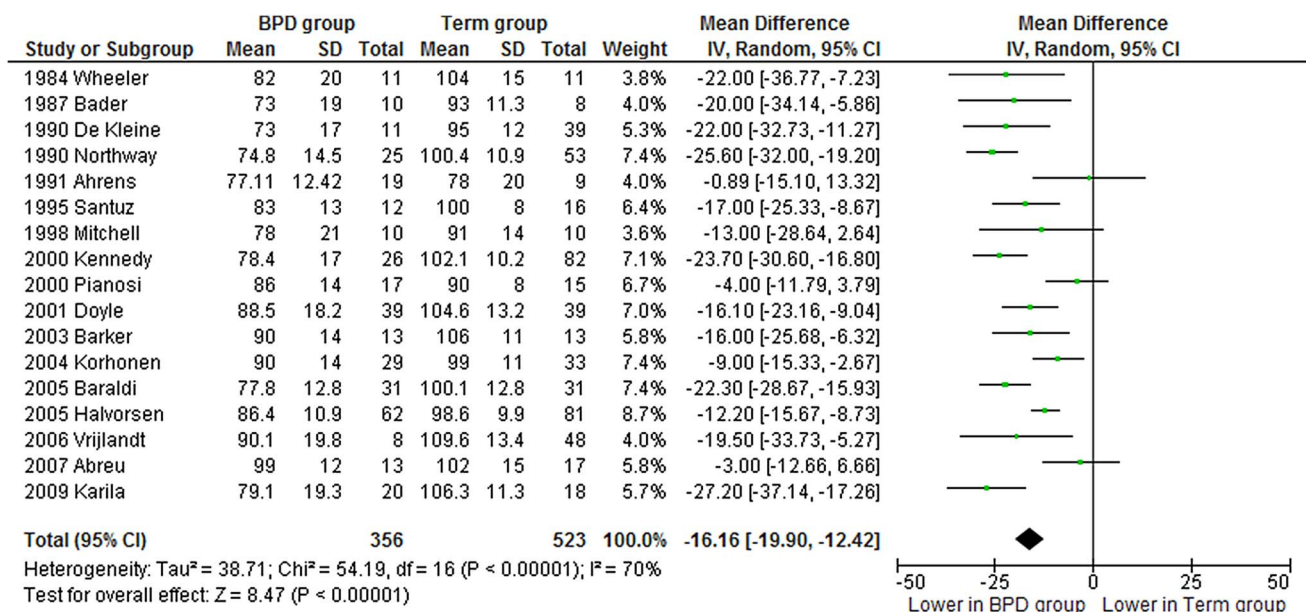 BPD group Term group Mean Difference Mean Difference
Study or Subgroup Mean SD Total Mean SD Total Weight IV, Random, 95% CI IV, Random, 95% CI
1984 Wheeler 82 20 11 104 15 11 3.8% -22.00 [-36.77, -7.23]
1987 Bader 73 19 10 93 11.3 8 4.0% -20.00 [-34.14, -5.86]
1990 De Kleine 73 17 11 95 12 39 5.3% -22.00 [-32.73, -11.27]
1990 Northway 74.8 14.5 25 100.4 10.9 53 7.4% -25.60 [-32.00, -19.20]
1991 Ahrens 77.11 12.42 19 78 20 9 4.0% -0.89 [-15.10, 13.32]
1995 Santuz 83 13 12 100 8 16 6.4% -17.00 [-25.33, -8.67]
1998 Mitchell 78 21 10 91 14 10 3.6% -13.00 [-28.64, 2.64]
2000 Kennedy 78.4 17 26 102.1 10.2 82 7.1% -23.70 [-30.60, -16.80]
2000 Pianosi 86 14 17 90 8 15 6.7% -4.00 [-11.79, 3.79]
2001 Doyle 88.5 18.2 39 104.6 13.2 39 7.0% -16.10 [-23.16, -9.04]
2003 Barker 90 14 13 106 11 13 5.8% -16.00 [-25.68, -6.32]
2004 Korhonen 90 14 29 99 11 33 7.4% -9.00 [-15.33, -2.67]
2005 Baraldi 77.8 12.8 31 100.1 12.8 31 7.4% -22.30 [-28.67, -15.93]
2005 Halvorsen 86.4 10.9 62 98.6 9.9 81 8.7% -12.20 [-15.67, -8.73]
2006 Vrijlandt 90.1 19.8 8 109.6 13.4 48 4.0% -19.50 [-33.73, -5.27]
2007 Abreu 99 12 13 102 15 17 5.8% -3.00 [-12.66, 6.66]
2009 Karila 79.1 19.3 20 106.3 11.3 18 5.7% -27.20 [-37.14, -17.26]
Total (95% CI) 356 523 100.0% -16.16 [-19.90, -12.42]
Heterogeneity: Tau² = 38.71; Chi² = 54.19, df = 16 (P < 0.00001); I² = 70%
Test for overall effect: Z = 8.47 (P < 0.00001)
-50 -25 0 25 50
Lower in BPD group Lower in Term group